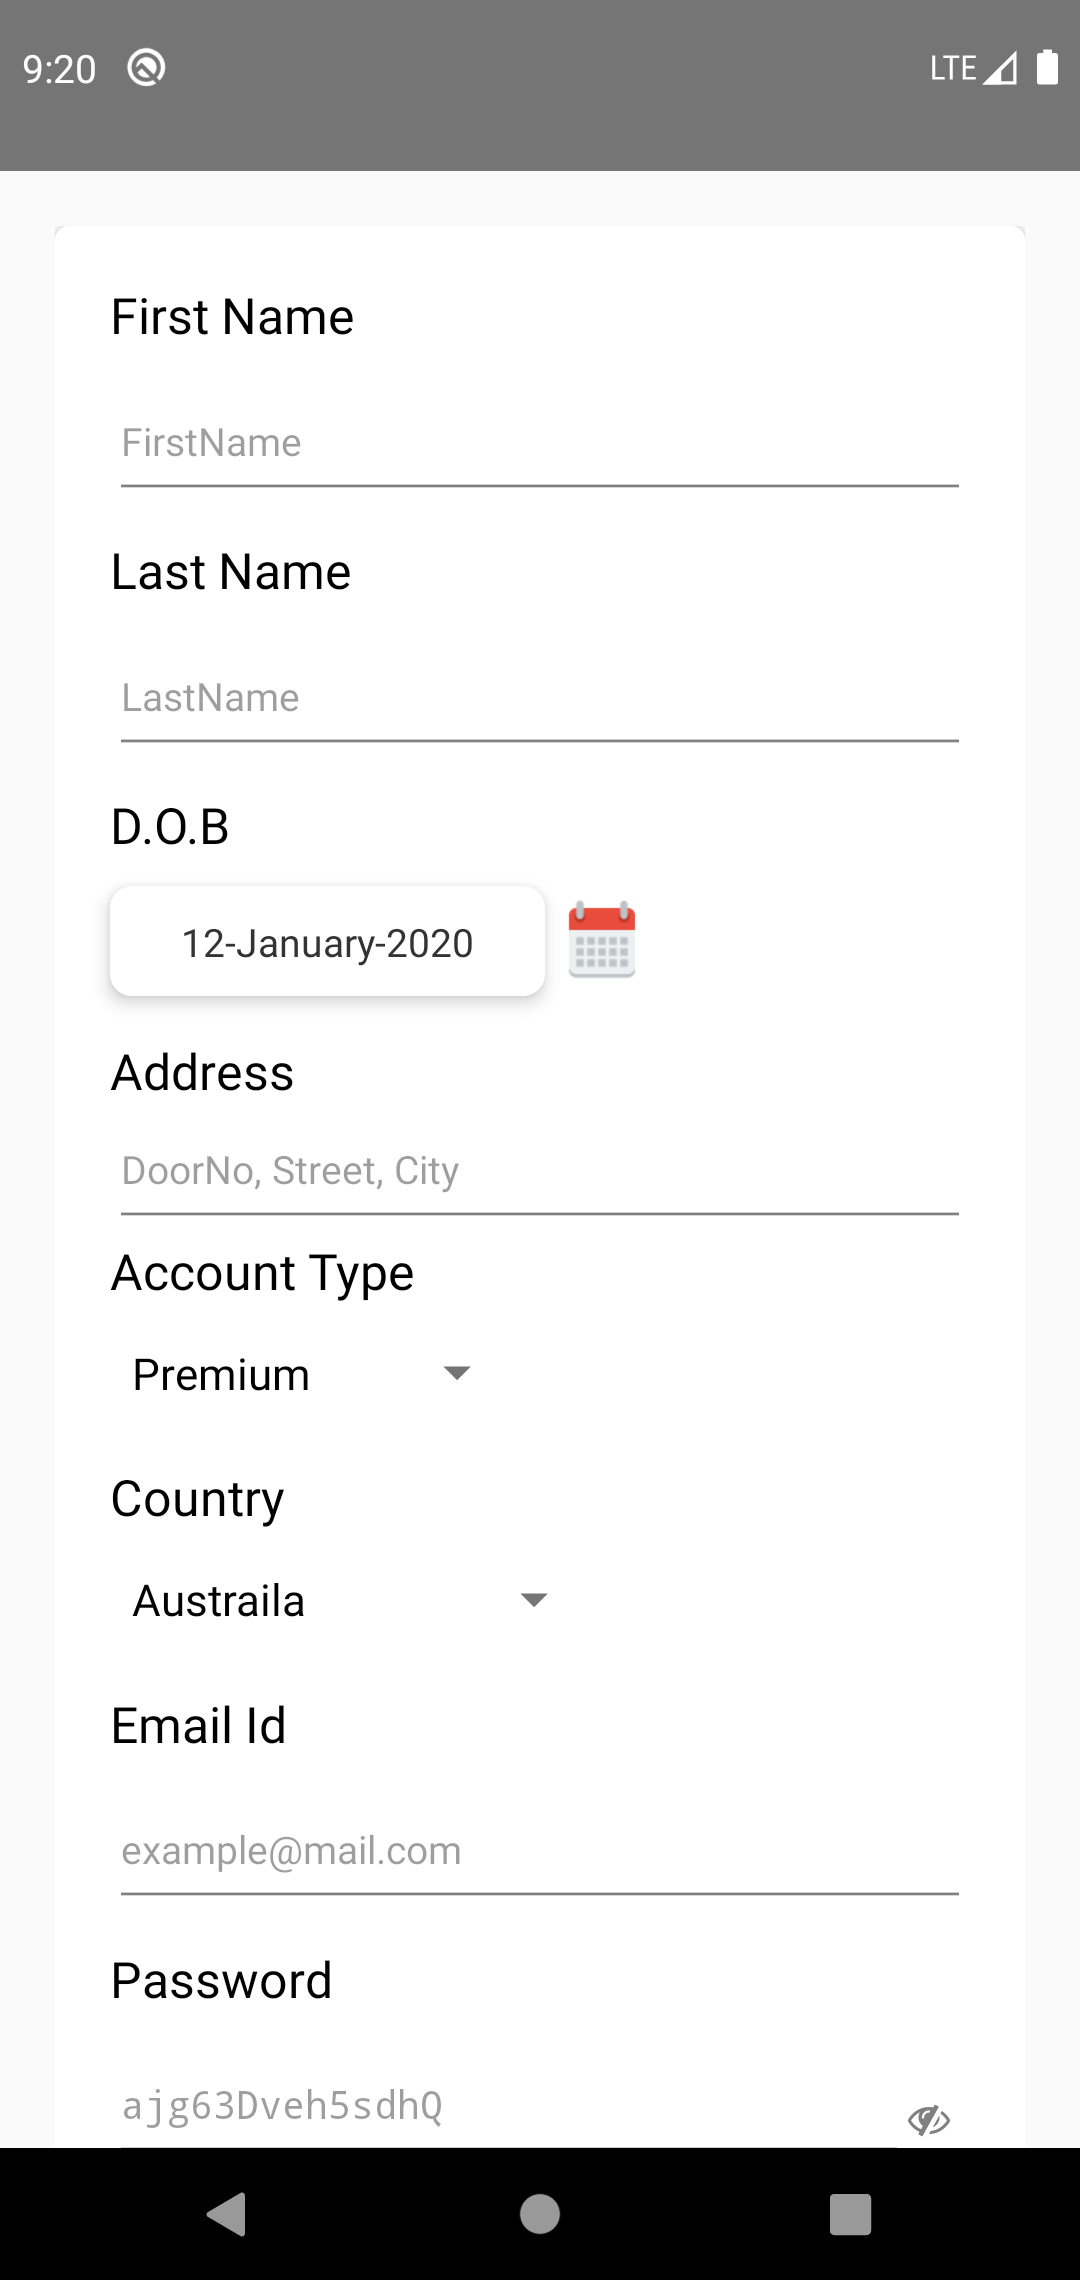 9:20 LTE
First Name
FirstName
Last Name
LastName
D.O.B
12-January-2020
Address
DoorNo, Street, City
Account Type
Premium
Country
Austraila
Email Id
example@mail.com
Password
ajg63Dveh5sdhQ